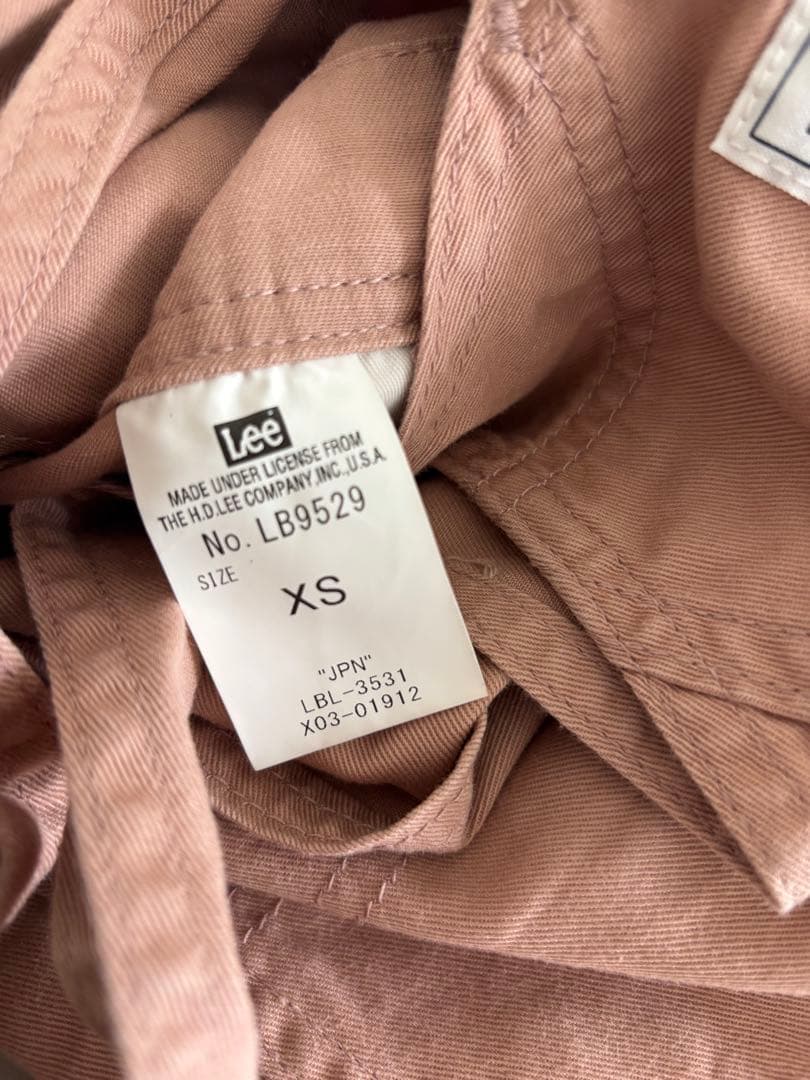 Lee
MADE UNDER LICENSE FROM
THE H.D.LEE COMPANY,INC.,U.S.A.
No. LB9529
SIZE
XS
"JPN"
LBL-3531
X03-01912